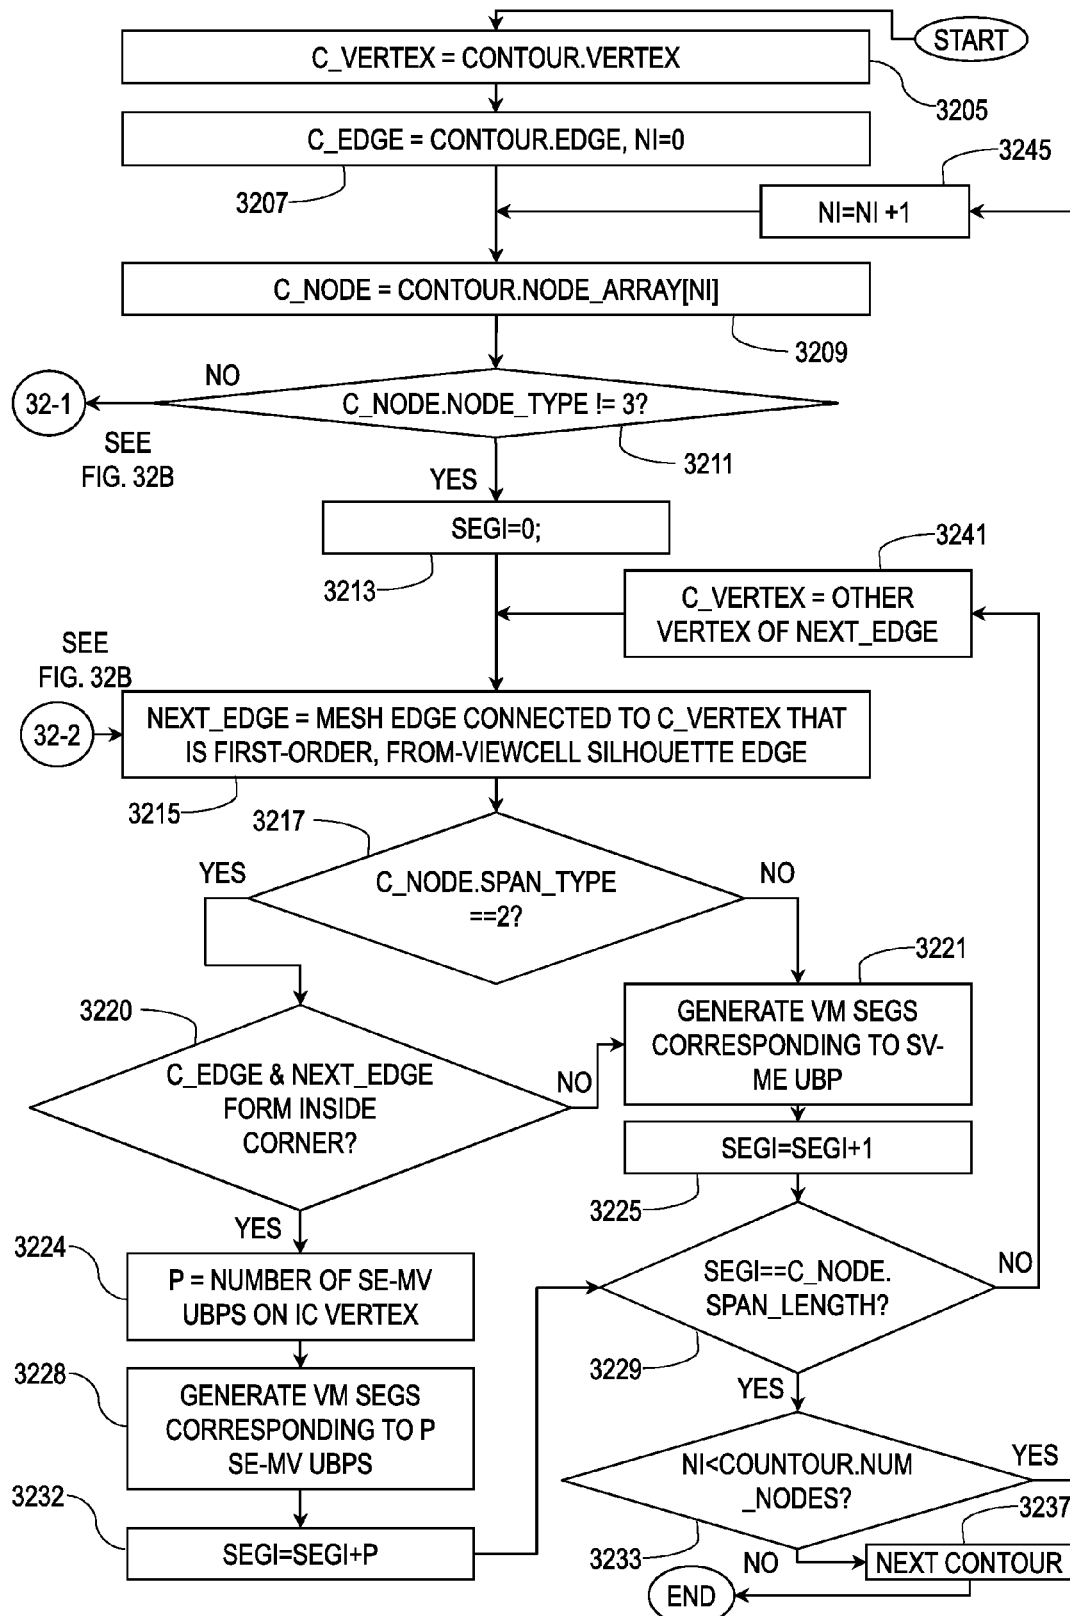 START
C_VERTEX = CONTOUR.VERTEX
3205
C_EDGE = CONTOUR.EDGE, NI=0
3207
3245
NI=NI +1
C_NODE = CONTOUR.NODE_ARRAY[NI]
3209
NO
32-1
C_NODE.NODE_TYPE != 3?
SEE
FIG. 32B
3211
YES
SEGI=0;
3213
3241
C_VERTEX = OTHER
VERTEX OF NEXT_EDGE
SEE
FIG. 32B
32-2
NEXT_EDGE = MESH EDGE CONNECTED TO C_VERTEX THAT
IS FIRST-ORDER, FROM-VIEWCELL SILHOUETTE EDGE
3215
3217
YES
C_NODE.SPAN_TYPE
==2?
NO
3221
3220
GENERATE VM SEGS
CORRESPONDING TO SV-
ME UBP
C_EDGE & NEXT_EDGE
FORM INSIDE
CORNER?
NO
SEGI=SEGI+1
3225
YES
3224
P = NUMBER OF SE-MV
UBPS ON IC VERTEX
SEGI==C_NODE.
SPAN_LENGTH?
NO
3229
3228
GENERATE VM SEGS
CORRESPONDING TO P
SE-MV UBPS
YES
NI<COUNTOUR.NUM
_NODES?
YES
3232
SEGI=SEGI+P
3233
3237
NO
NEXT CONTOUR
END